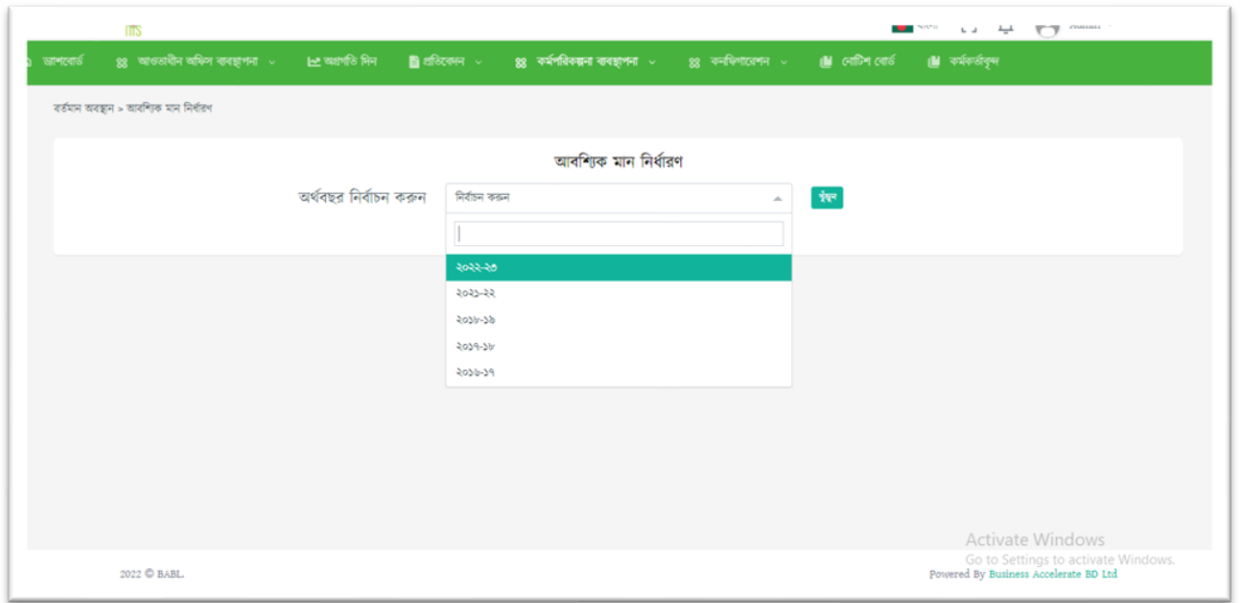 ড্যাশবোর্ড আওতাধীন অফিস ব্যবস্থাপনা অগ্রগতি দিন প্রতিবেদন কর্মপরিকল্পনা ব্যবস্থাপনা কনফিগারেশন নোটিশ বোর্ড কর্মকর্তাবৃন্দ
বর্তমান অবস্থান > আবশ্যিক মান নির্ধারণ
আবশ্যিক মান নির্ধারণ
অর্থবছর নির্বাচন করুন নির্বাচন করুন খুঁজুন
২০২২-২৩
২০২১-২২
২০১৮-১৯
২০১৭-১৮
২০১৬-১৭
Activate Windows
Go to Settings to activate Windows.
2022 © BABL. Powered By Business Accelerate BD Ltd